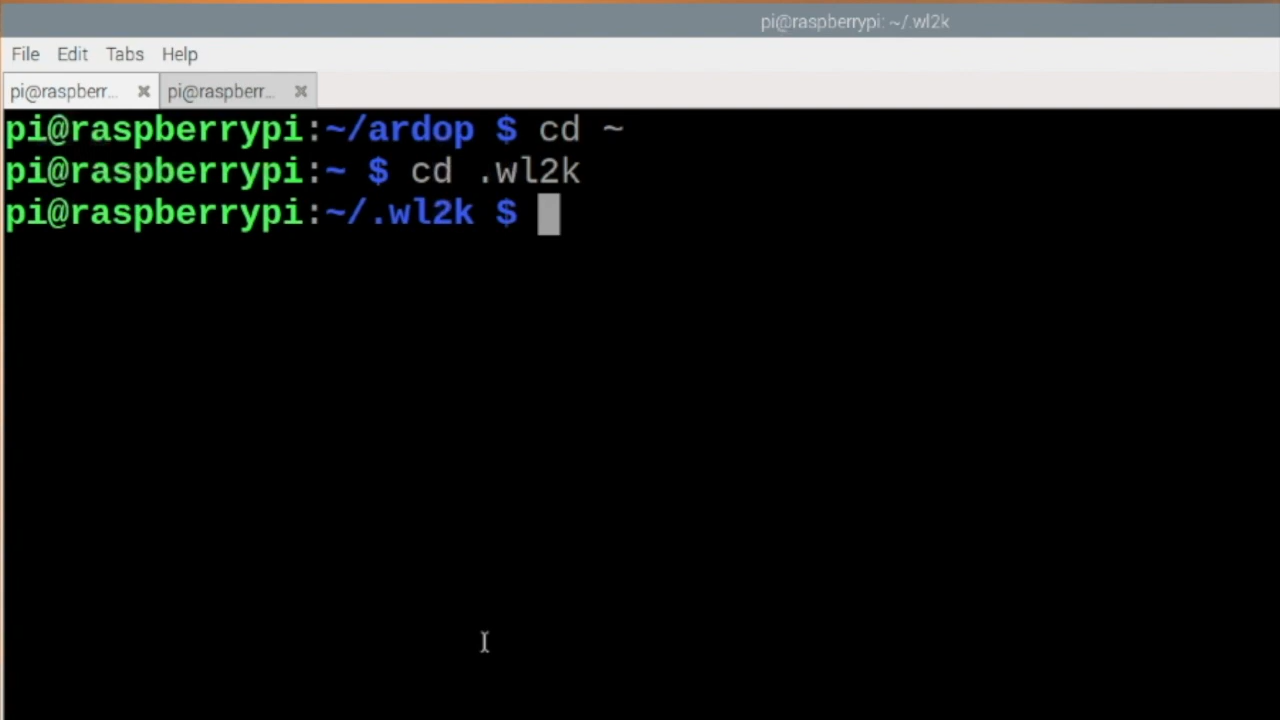 pi@raspberrypi: ~/.wl2k
File Edit Tabs Help
pi@raspberr... pi@raspberr...
pi@raspberrypi:~/ardop $ cd ~
pi@raspberrypi:~ $ cd .wl2k
pi@raspberrypi:~/.wl2k $